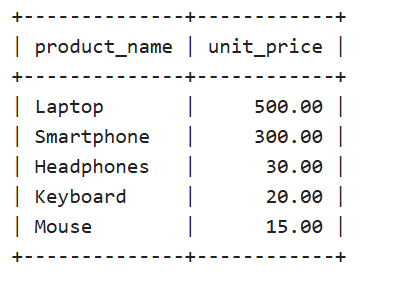 +--------------+------------+
| product_name | unit_price |
+--------------+------------+
| Laptop       |     500.00 |
| Smartphone   |     300.00 |
| Headphones   |      30.00 |
| Keyboard     |      20.00 |
| Mouse        |      15.00 |
+--------------+------------+